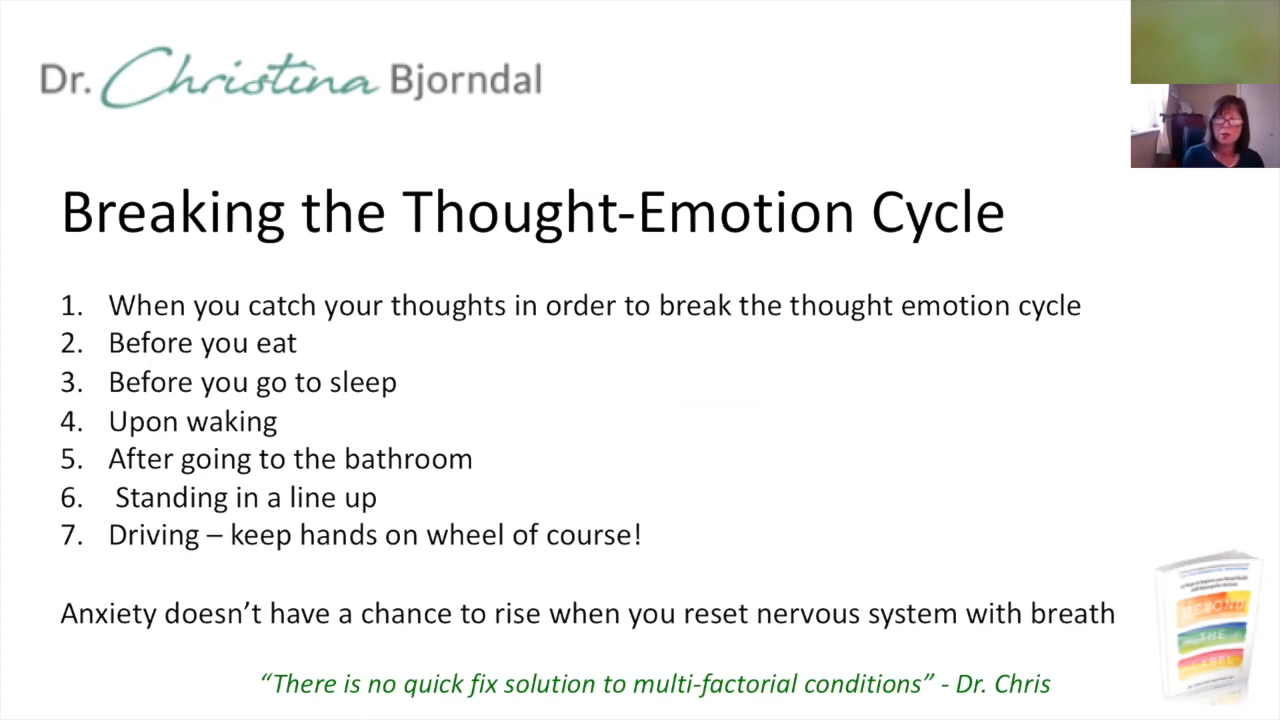 Dr. Christina Bjorndal
Breaking the Thought-Emotion Cycle
1. When you catch your thoughts in order to break the thought emotion cycle
2. Before you eat
3. Before you go to sleep
4. Upon waking
5. After going to the bathroom
6. Standing in a line up
7. Driving – keep hands on wheel of course!
Anxiety doesn’t have a chance to rise when you reset nervous system with breath
“There is no quick fix solution to multi-factorial conditions” - Dr. Chris
BEYOND
THE
LABEL